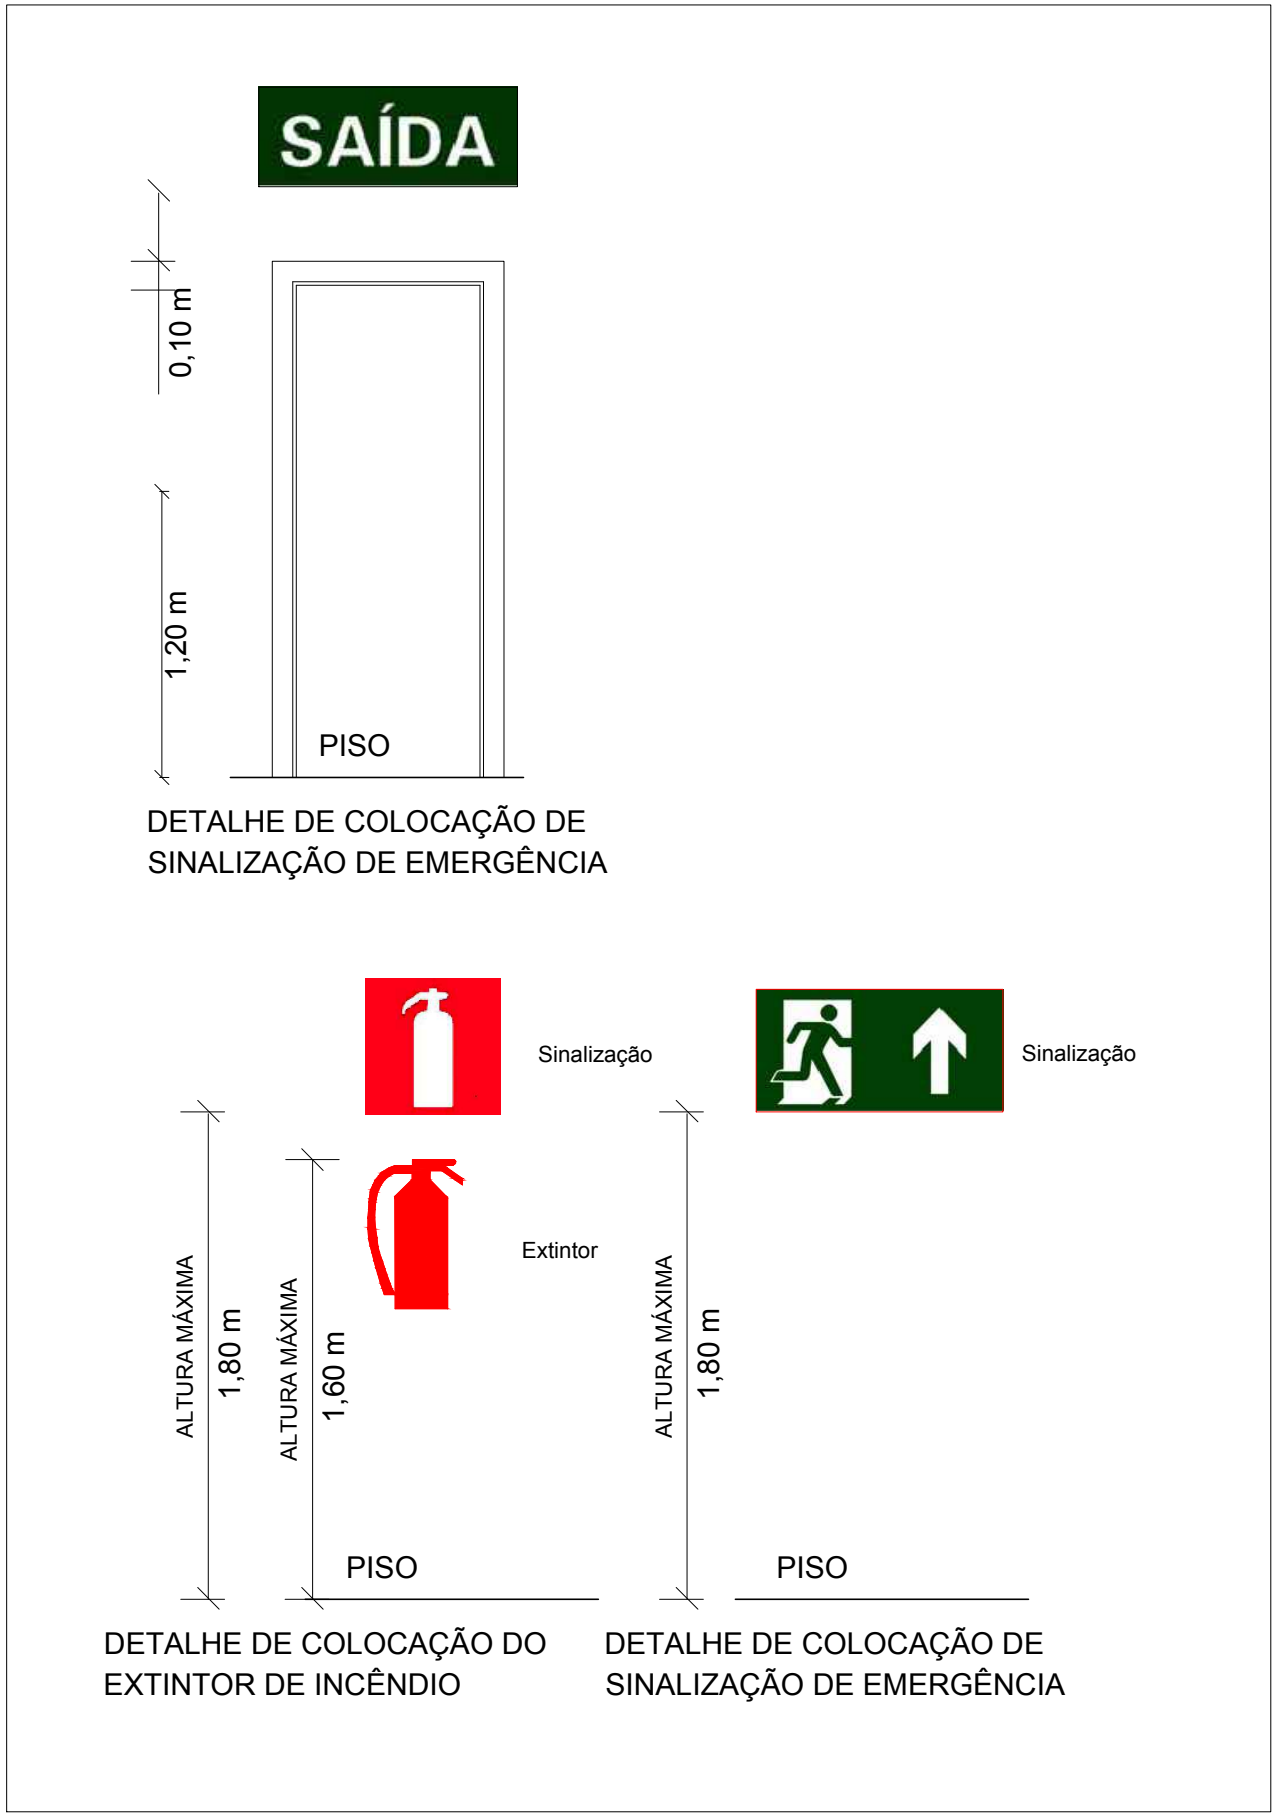 SAÍDA
0,10 m
1,20 m
PISO
DETALHE DE COLOCAÇÃO DE
SINALIZAÇÃO DE EMERGÊNCIA
Sinalização
Sinalização
Extintor
ALTURA MÁXIMA
1,80 m
ALTURA MÁXIMA
1,60 m
ALTURA MÁXIMA
1,80 m
PISO
PISO
DETALHE DE COLOCAÇÃO DO
EXTINTOR DE INCÊNDIO
DETALHE DE COLOCAÇÃO DE
SINALIZAÇÃO DE EMERGÊNCIA